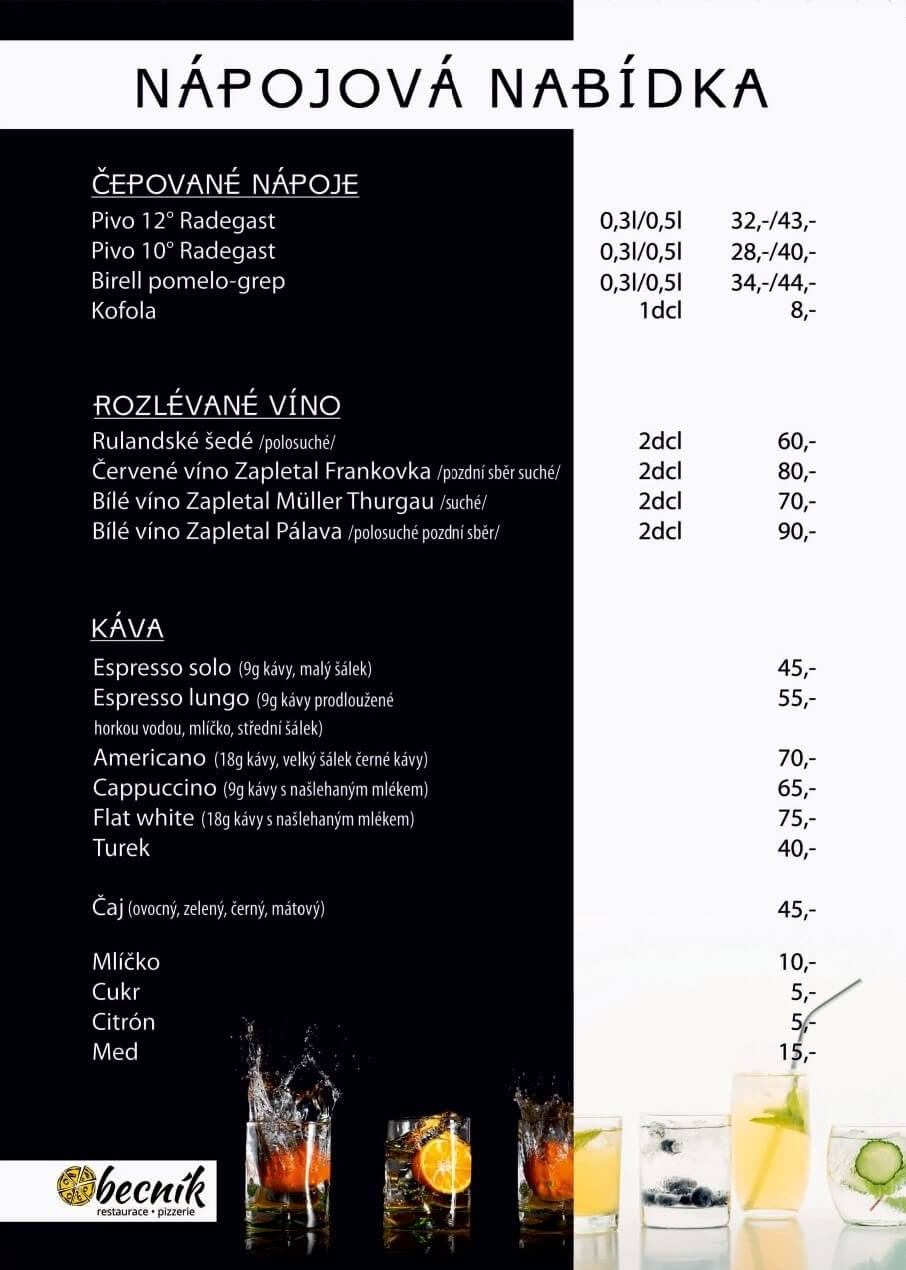 NÁPOJOVÁ NABÍDKA
ČEPOVANÉ NÁPOJE
Pivo 12° Radegast 0,3l/0,5l 32,-/43,-
Pivo 10° Radegast 0,3l/0,5l 28,-/40,-
Birell pomelo-grep 0,3l/0,5l 34,-/44,-
Kofola 1dcl 8,-
ROZLÉVANÉ VÍNO
Rulandské šedé /polosuché/ 2dcl 60,-
Červené víno Zapletal Frankovka /pozdní sběr suché/ 2dcl 80,-
Bílé víno Zapletal Müller Thurgau /suché/ 2dcl 70,-
Bílé víno Zapletal Pálava /polosuché pozdní sběr/ 2dcl 90,-
KÁVA
Espresso solo (9g kávy, malý šálek) 45,-
Espresso lungo (9g kávy prodloužené 55,-
horkou vodou, mlíčko, střední šálek)
Americano (18g kávy, velký šálek černé kávy) 70,-
Cappuccino (9g kávy s našlehaným mlékem) 65,-
Flat white (18g kávy s našlehaným mlékem) 75,-
Turek 40,-
Čaj (ovocný, zelený, černý, mátový) 45,-
Mlíčko 10,-
Cukr 5,-
Citrón 5,-
Med 15,-
becník
restaurace • pizzerie